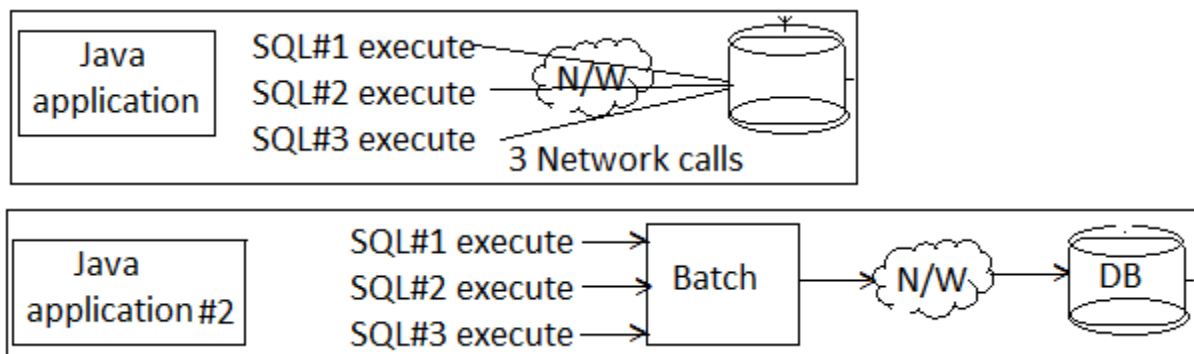 Java
application
SQL#1 execute
SQL#2 execute
SQL#3 execute
N/W
3 Network calls
Java
application #2
SQL#1 execute
SQL#2 execute
SQL#3 execute
Batch
N/W
DB